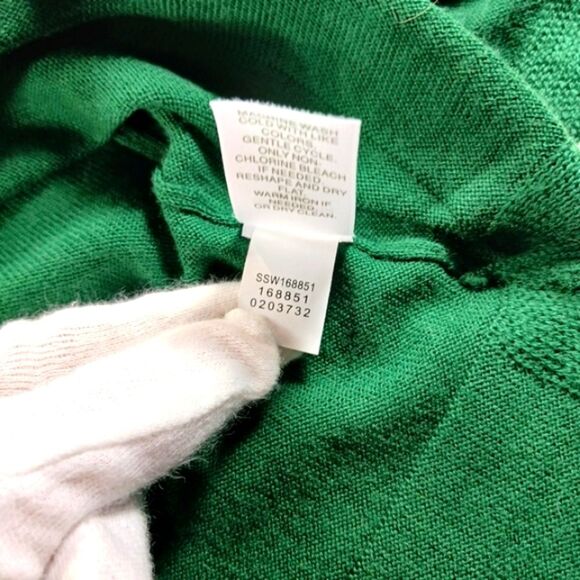 MACHINE WASH
COLD WITH LIKE
COLORS,
GENTLE CYCLE.
ONLY NON
CHLORINE BLEACH
IF NEEDED.
RESHAPE AND DRY
FLAT.
WARM IRON IF
NEEDED.
OR DRY CLEAN.
SSW168851
168851
0203732